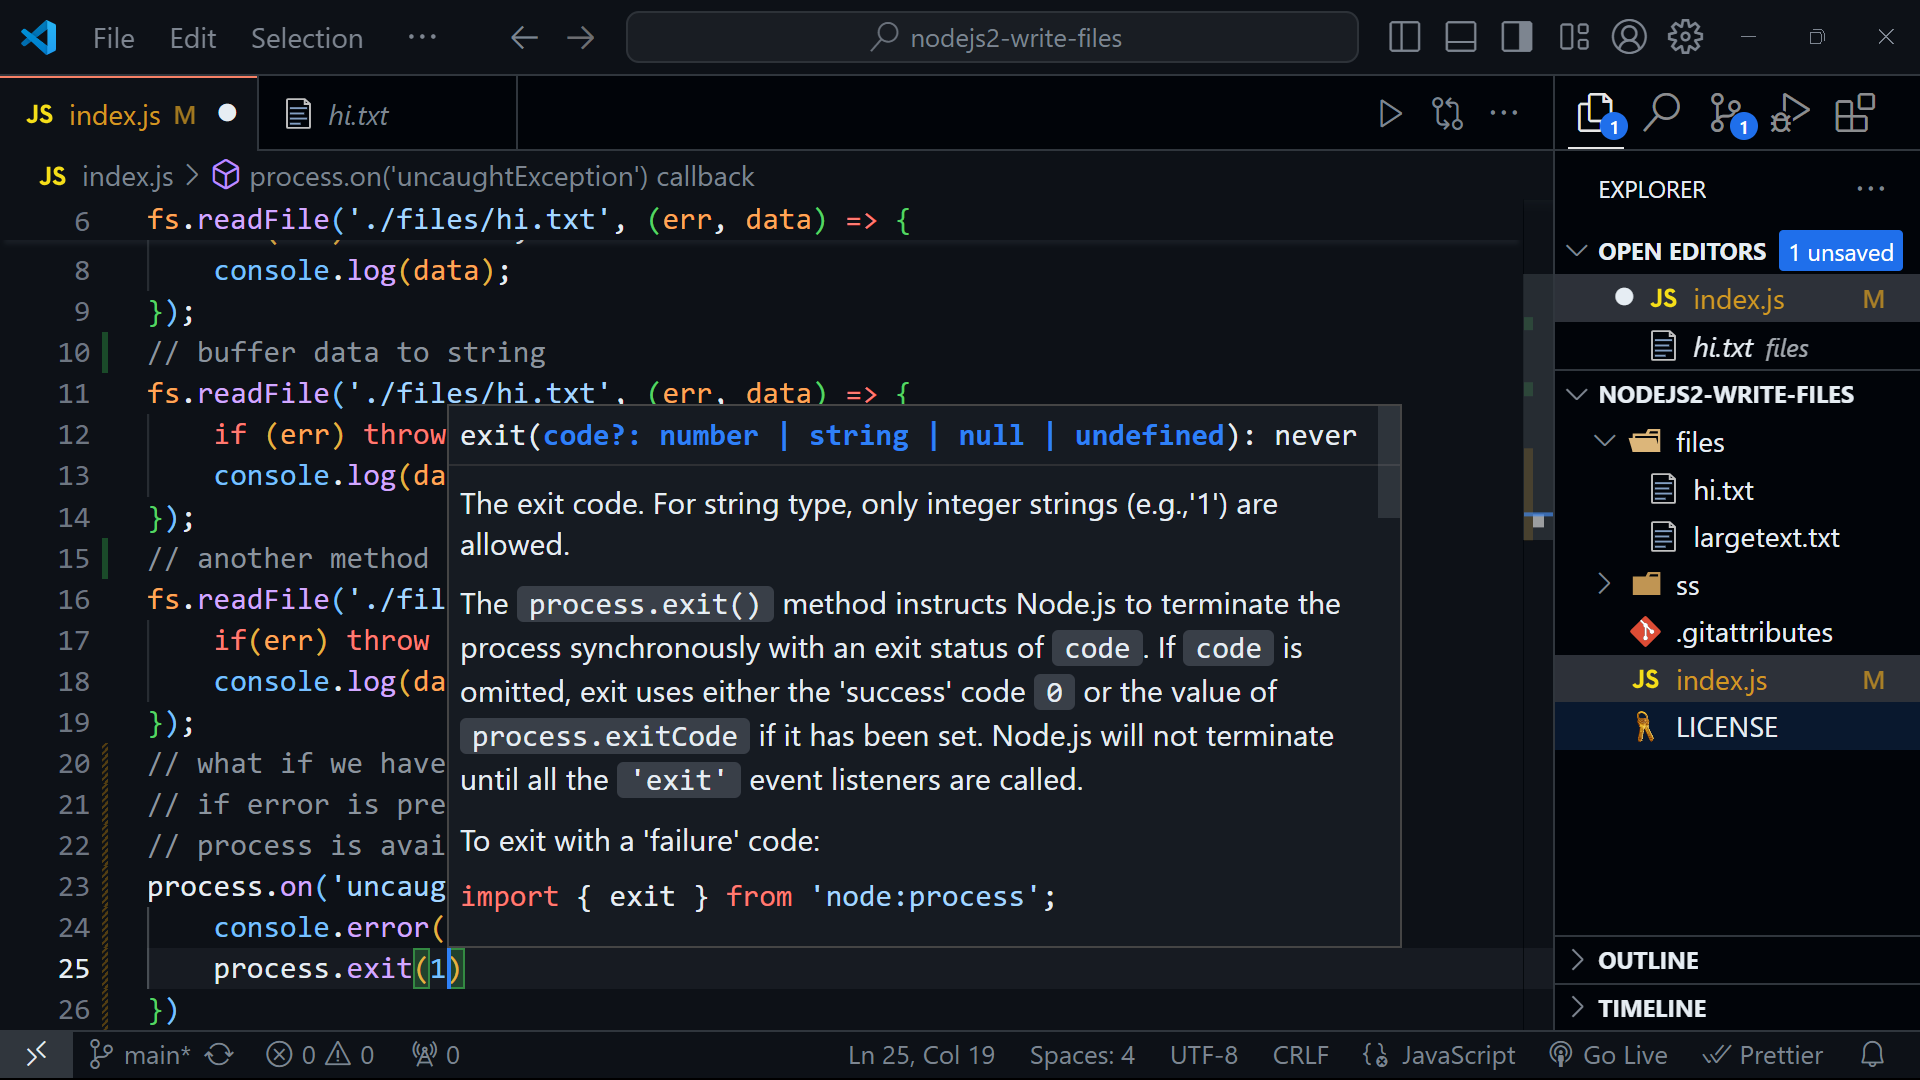 File Edit Selection ···
nodejs2-write-files
JS index.js M
hi.txt
JS index.js > process.on('uncaughtException') callback
6 fs.readFile('./files/hi.txt', (err, data) => {
8 console.log(data);
9 });
10 // buffer data to string
11 fs.readFile('./files/hi.txt', (err, data) => {
12 if (err) throw
13 console.log(da
14 });
15 // another method
16 fs.readFile('./fil
17 if(err) throw
18 console.log(da
19 });
20 // what if we have
21 // if error is pre
22 // process is avai
23 process.on('uncaug
24 console.error(
25 process.exit(1)
26 })
exit(code?: number | string | null | undefined): never
The exit code. For string type, only integer strings (e.g.,'1') are
allowed.
The process.exit() method instructs Node.js to terminate the
process synchronously with an exit status of code. If code is
omitted, exit uses either the 'success' code 0 or the value of
process.exitCode if it has been set. Node.js will not terminate
until all the 'exit' event listeners are called.
To exit with a 'failure' code:
import { exit } from 'node:process';
1
1
EXPLORER ···
OPEN EDITORS 1 unsaved
JS index.js M
hi.txt files
NODEJS2-WRITE-FILES
files
hi.txt
largetext.txt
ss
.gitattributes
JS index.js M
LICENSE
OUTLINE
TIMELINE
main* 0 0 0 Ln 25, Col 19 Spaces: 4 UTF-8 CRLF JavaScript Go Live Prettier